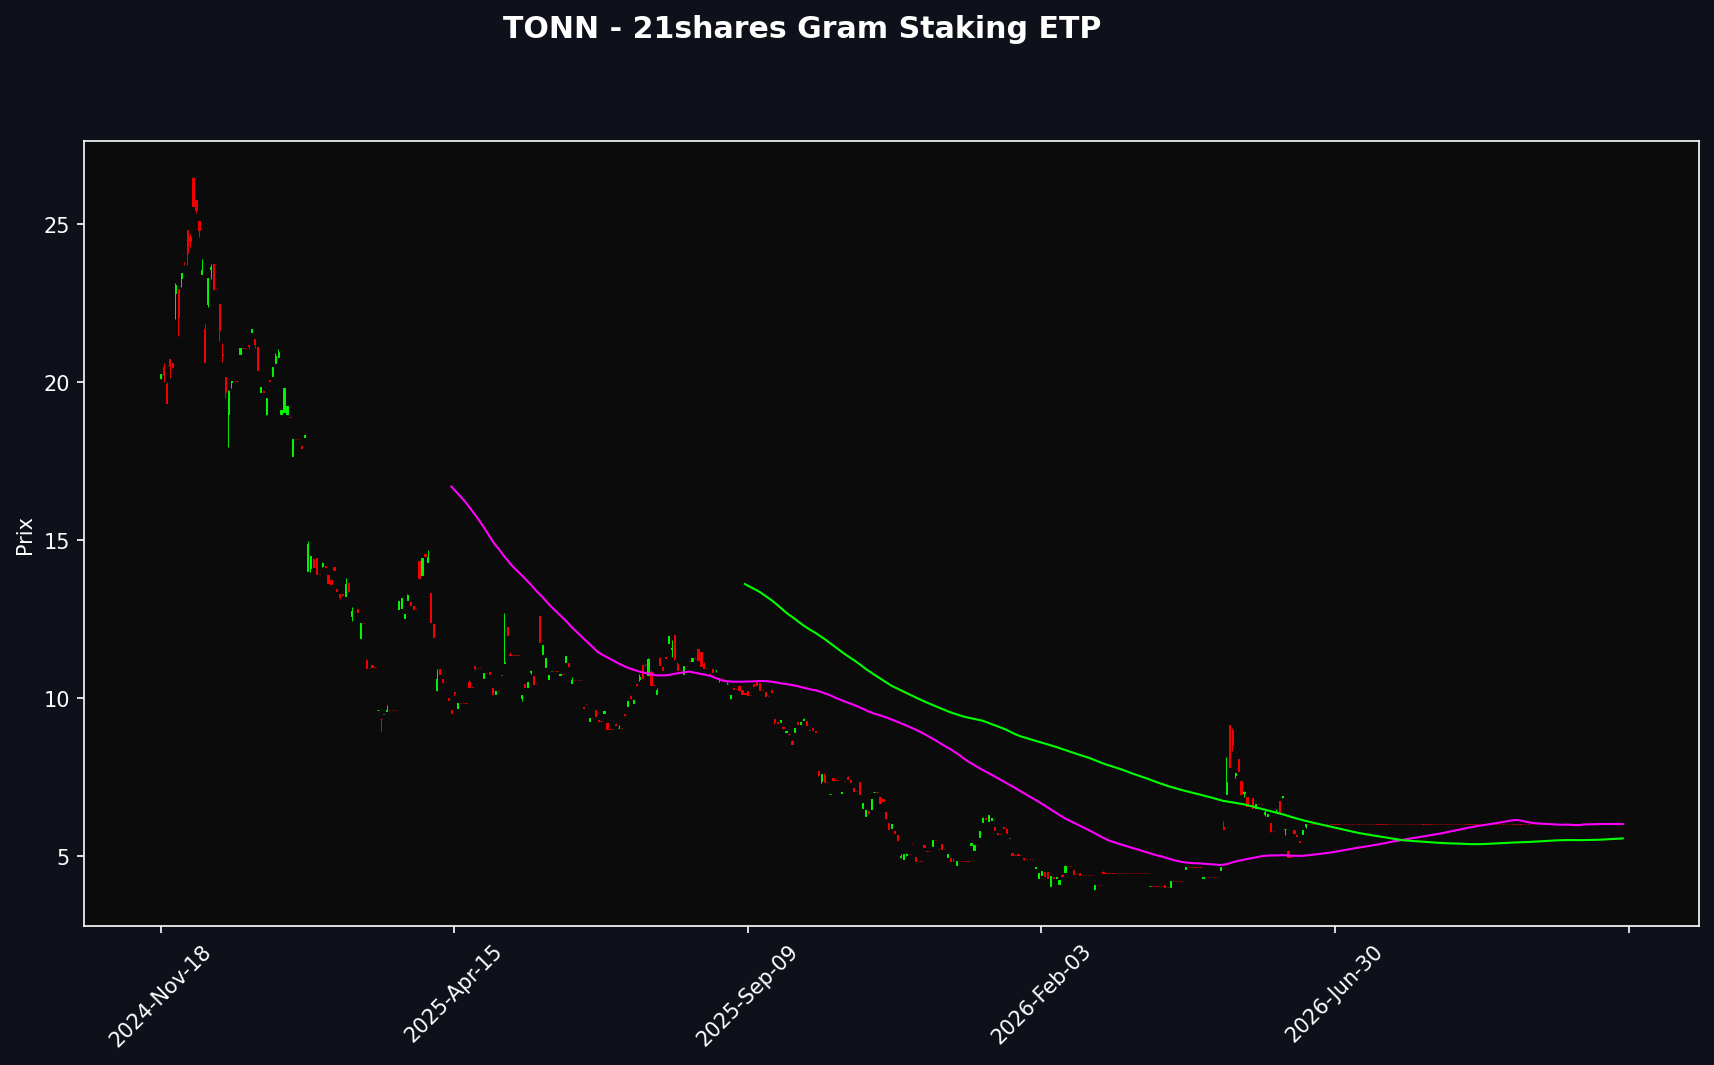 TONN - 21shares Gram Staking ETP
Prix
25
20
15
10
5
2024-Nov-18
2025-Apr-15
2025-Sep-09
2026-Feb-03
2026-Jun-30